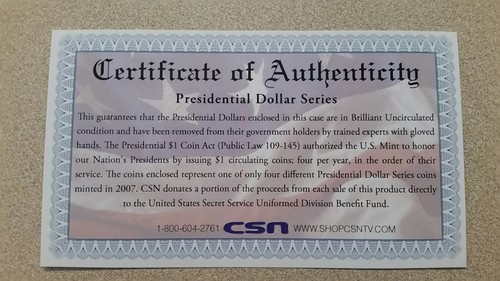 Certificate of Authenticity
Presidential Dollar Series
This guarantees that the Presidential Dollars enclosed in this case are in Brilliant Uncirculated
condition and have been removed from their government holders by trained experts with gloved
hands. The Presidential $1 Coin Act (Public Law 109-145) authorized the U.S. Mint to honor
our Nation's Presidents by issuing $1 circulating coins; four per year, in the order of their
service. The coins enclosed represent one of only four different Presidential Dollar Series coins
minted in 2007. CSN donates a portion of the proceeds from each sale of this product directly
to the United States Secret Service Uniformed Division Benefit Fund.
1-800-604-2761 csn WWW.SHOPCSNTV.COM